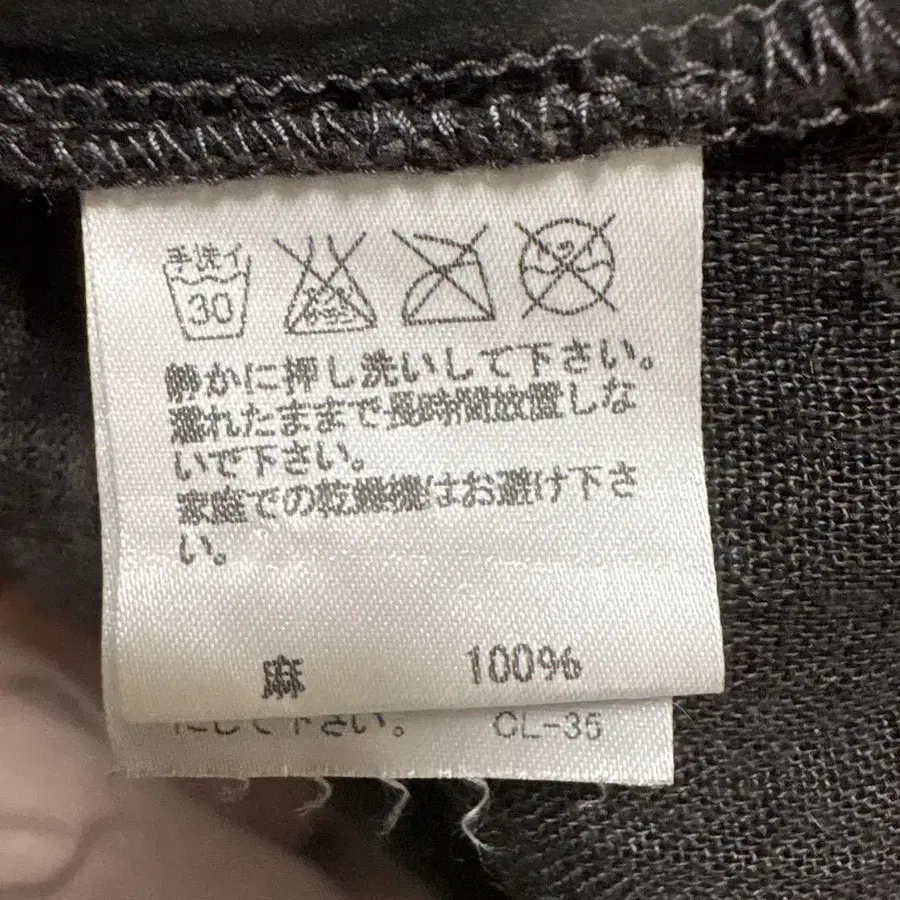 手洗イ
30
静かに押し洗いして下さい。
濡れたままで長時間放置しな
いで下さい。
家庭での乾燥機はお避け下さ
い。
麻 100%
にして下さい。 CL-35